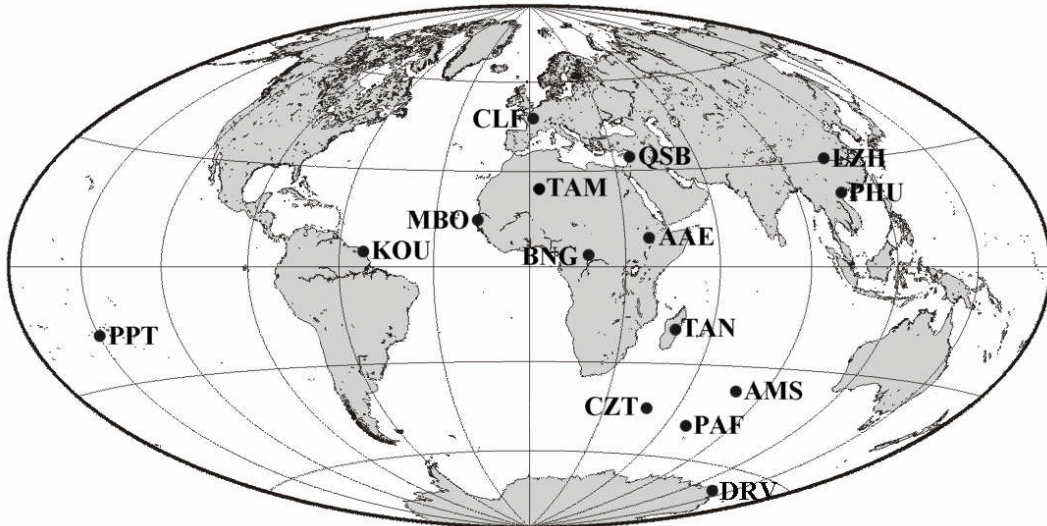 CLF
QSB
LZH
TAM
PHU
MBO
AAE
KOU
BNG
PPT
TAN
AMS
CZT
PAF
DRV